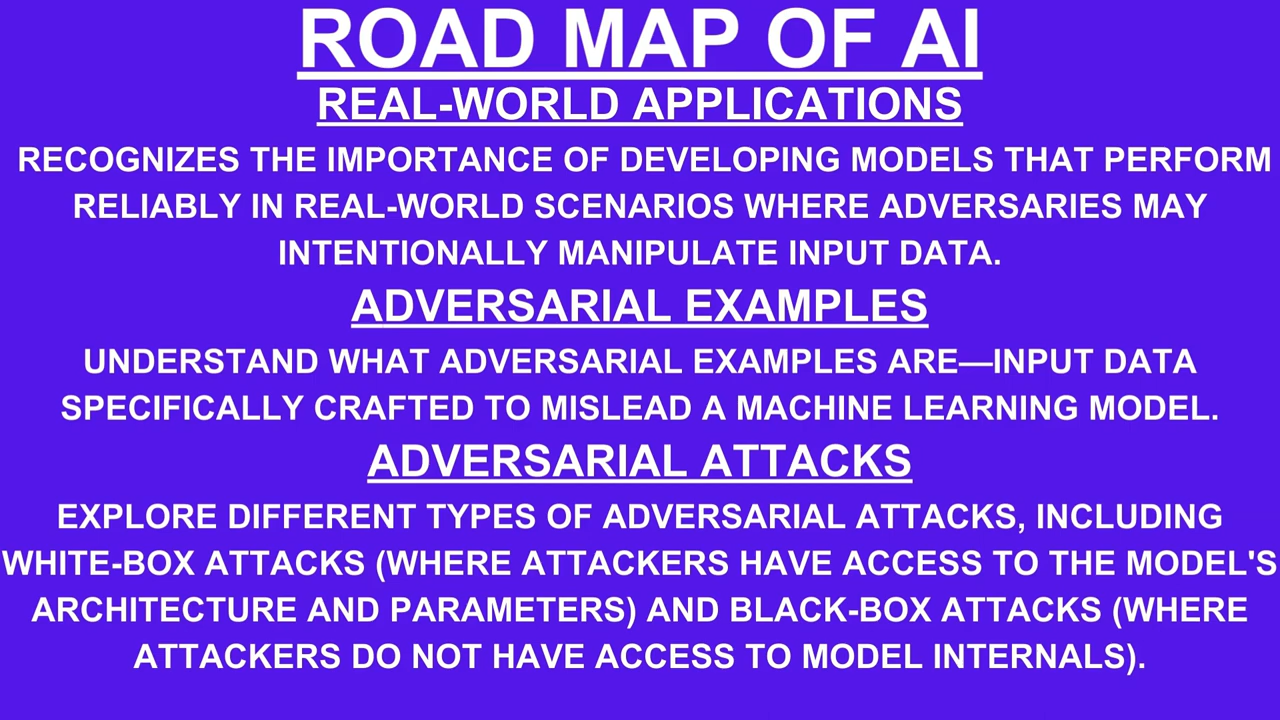 ROAD MAP OF AI
REAL-WORLD APPLICATIONS
RECOGNIZES THE IMPORTANCE OF DEVELOPING MODELS THAT PERFORM
RELIABLY IN REAL-WORLD SCENARIOS WHERE ADVERSARIES MAY
INTENTIONALLY MANIPULATE INPUT DATA.
ADVERSARIAL EXAMPLES
UNDERSTAND WHAT ADVERSARIAL EXAMPLES ARE—INPUT DATA
SPECIFICALLY CRAFTED TO MISLEAD A MACHINE LEARNING MODEL.
ADVERSARIAL ATTACKS
EXPLORE DIFFERENT TYPES OF ADVERSARIAL ATTACKS, INCLUDING
WHITE-BOX ATTACKS (WHERE ATTACKERS HAVE ACCESS TO THE MODEL'S
ARCHITECTURE AND PARAMETERS) AND BLACK-BOX ATTACKS (WHERE
ATTACKERS DO NOT HAVE ACCESS TO MODEL INTERNALS).